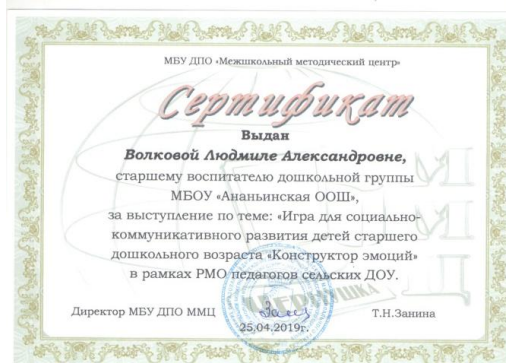 МБУ ДПО «Межшкольный методический центр»
Сертификат
Выдан
Волковой Людмиле Александровне,
старшему воспитателю дошкольной группы
МБОУ «Ананьинская ООШ»,
за выступление по теме: «Игра для социально-
коммуникативного развития детей старшего
дошкольного возраста «Конструктор эмоций»
в рамках РМО педагогов сельских ДОУ.
ММЦ
Директор МБУ ДПО ММЦ
Т.Н.Занина
25.04.2019г.